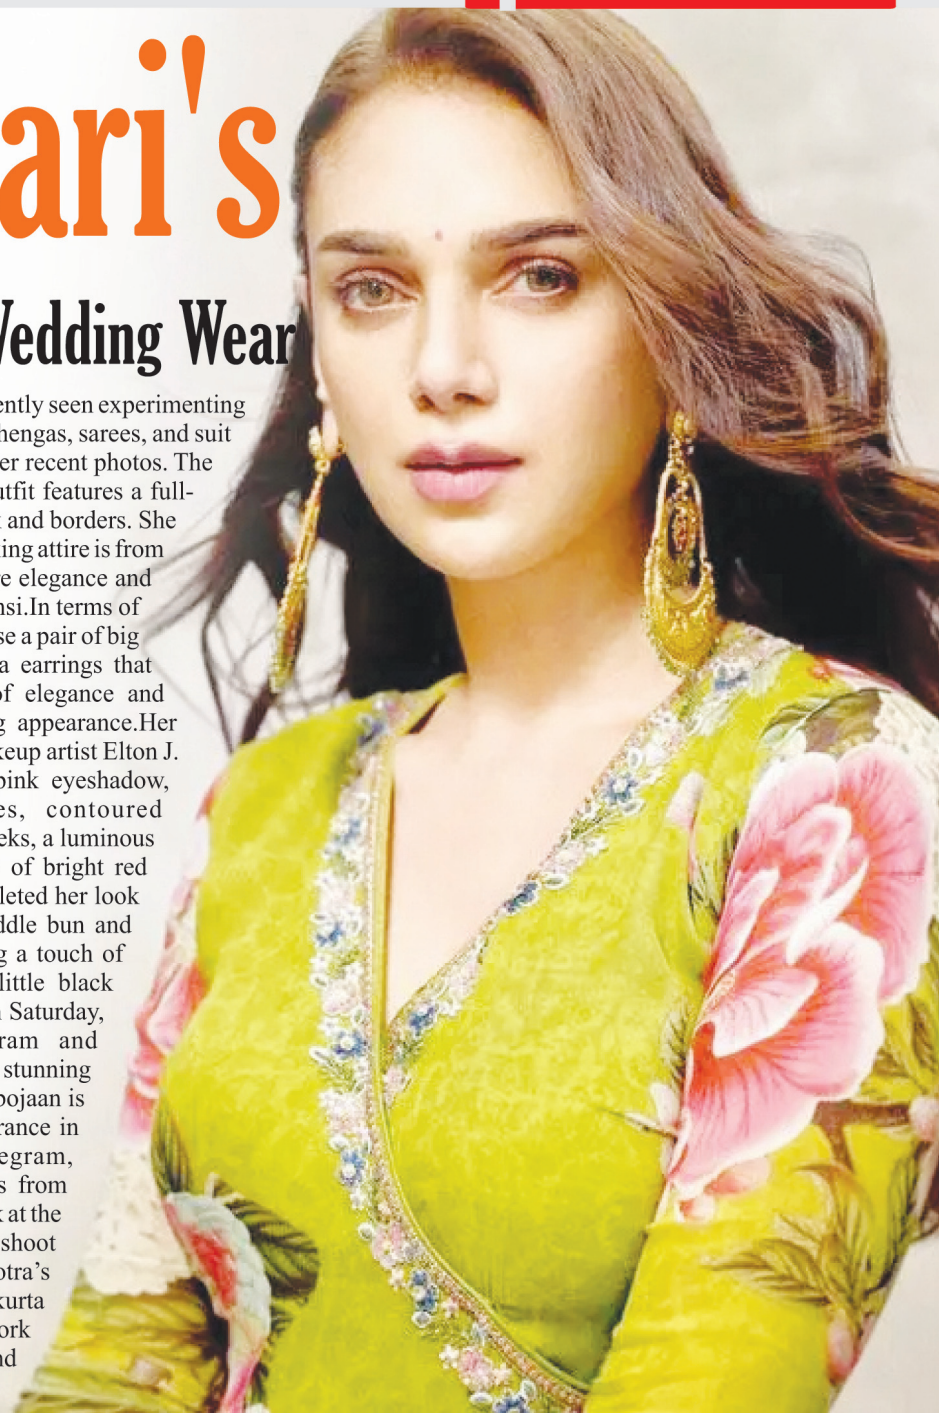 ari's
Wedding Wear
ently seen experimenting
hengas, sarees, and suit
er recent photos. The
utfit features a full-
and borders. She
ing attire is from
e elegance and
nsi.In terms of
se a pair of big
a earrings that
of elegance and
g appearance.Her
keup artist Elton J.
pink eyeshadow,
es, contoured
eks, a luminous
of bright red
leted her look
ddle bun and
g a touch of
little black
Saturday,
ram and
stunning
bojaan is
rance in
egram,
s from
at the
shoot
otra's
kurta
ork
nd